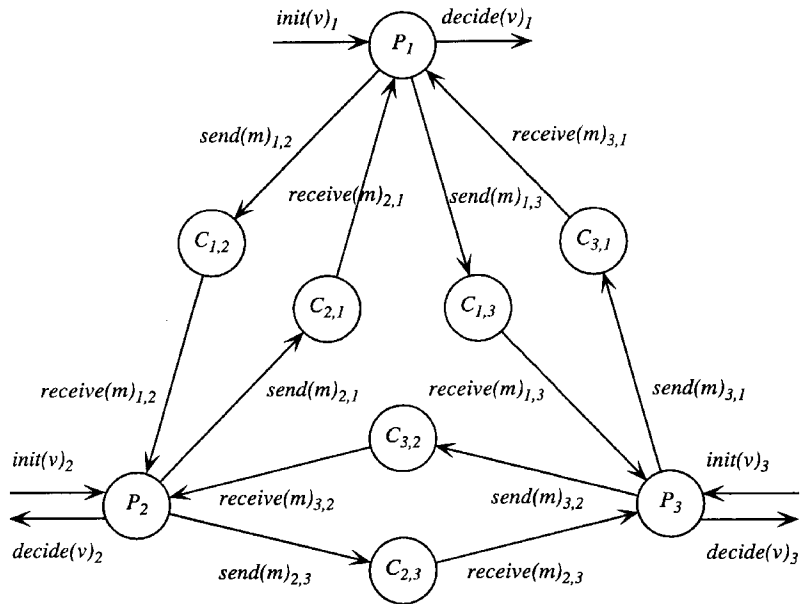 init(v)1
decide(v)1
P1
send(m)1,2
receive(m)3,1
receive(m)2,1
send(m)1,3
C1,2
C3,1
C2,1
C1,3
receive(m)1,2
send(m)2,1
receive(m)1,3
send(m)3,1
C3,2
init(v)2
init(v)3
P2
receive(m)3,2
send(m)3,2
P3
decide(v)2
send(m)2,3
C2,3
receive(m)2,3
decide(v)3